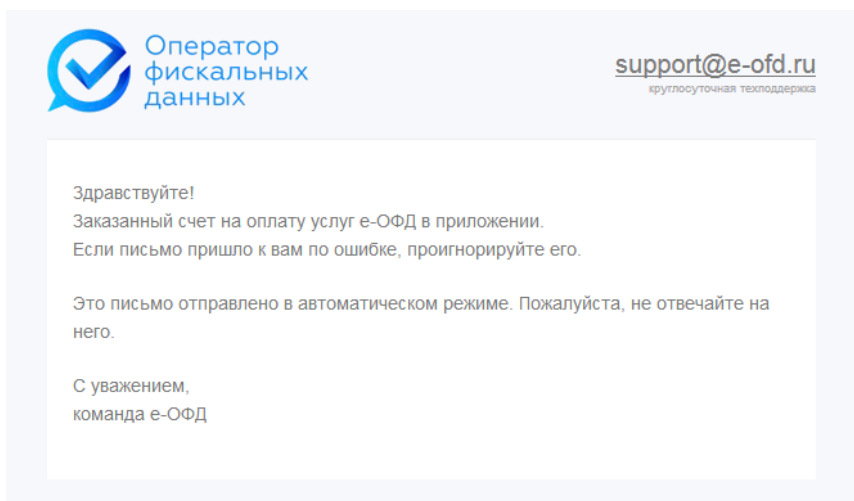 Оператор
фискальных
данных
support@e-ofd.ru
круглосуточная техподдержка
Здравствуйте!
Заказанный счет на оплату услуг е-ОФД в приложении.
Если письмо пришло к вам по ошибке, проигнорируйте его.
Это письмо отправлено в автоматическом режиме. Пожалуйста, не отвечайте на
него.
С уважением,
команда е-ОФД